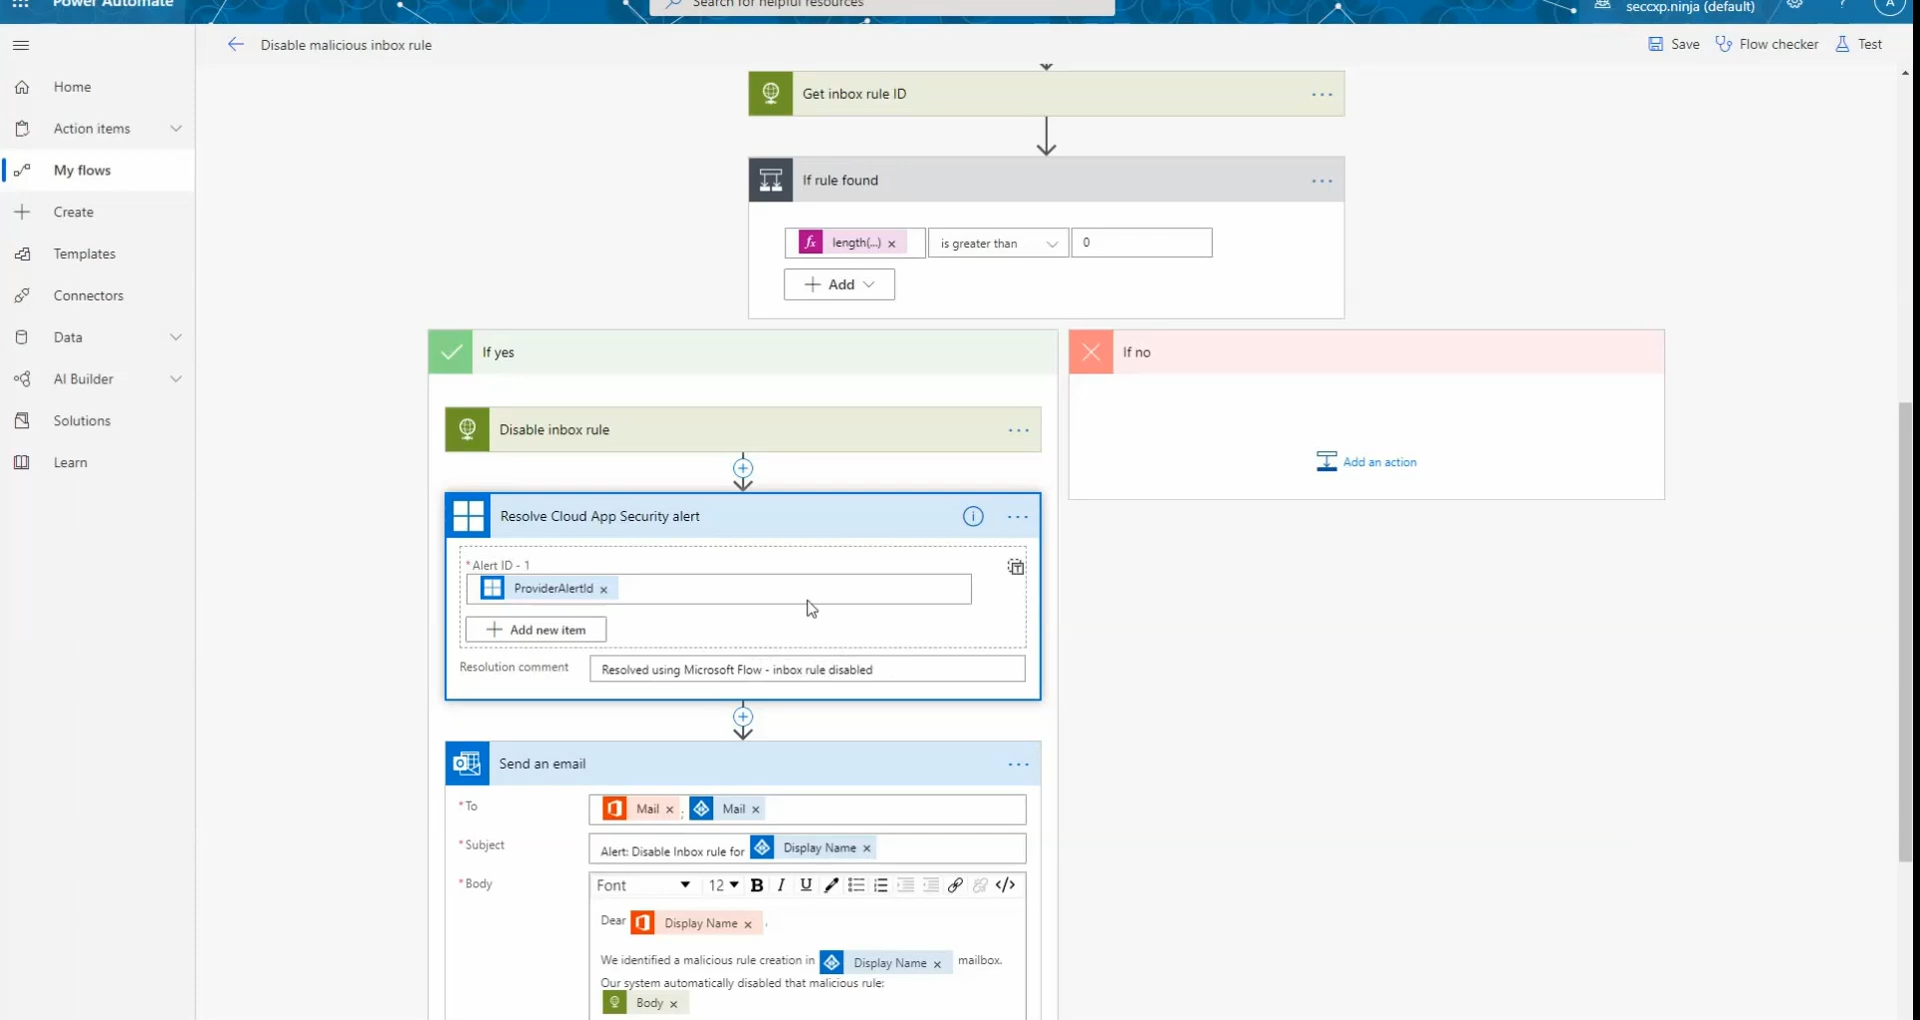 Power Automate
Search for helpful resources
seccxp.ninja (default)
A
Disable malicious inbox rule
Save
Flow checker
Test
Home
Action items
My flows
Create
Templates
Connectors
Data
AI Builder
Solutions
Learn
Get inbox rule ID
If rule found
fx length(...) × is greater than 0
+ Add
If yes
If no
Disable inbox rule
Add an action
Resolve Cloud App Security alert
* Alert ID - 1
ProviderAlertId ×
+ Add new item
Resolution comment Resolved using Microsoft Flow - inbox rule disabled
Send an email
* To Mail × ; Mail ×
* Subject Alert: Disable Inbox rule for Display Name ×
* Body Font 12 B I U </>
Dear Display Name × ,
We identified a malicious rule creation in Display Name × mailbox.
Our system automatically disabled that malicious rule:
Body ×